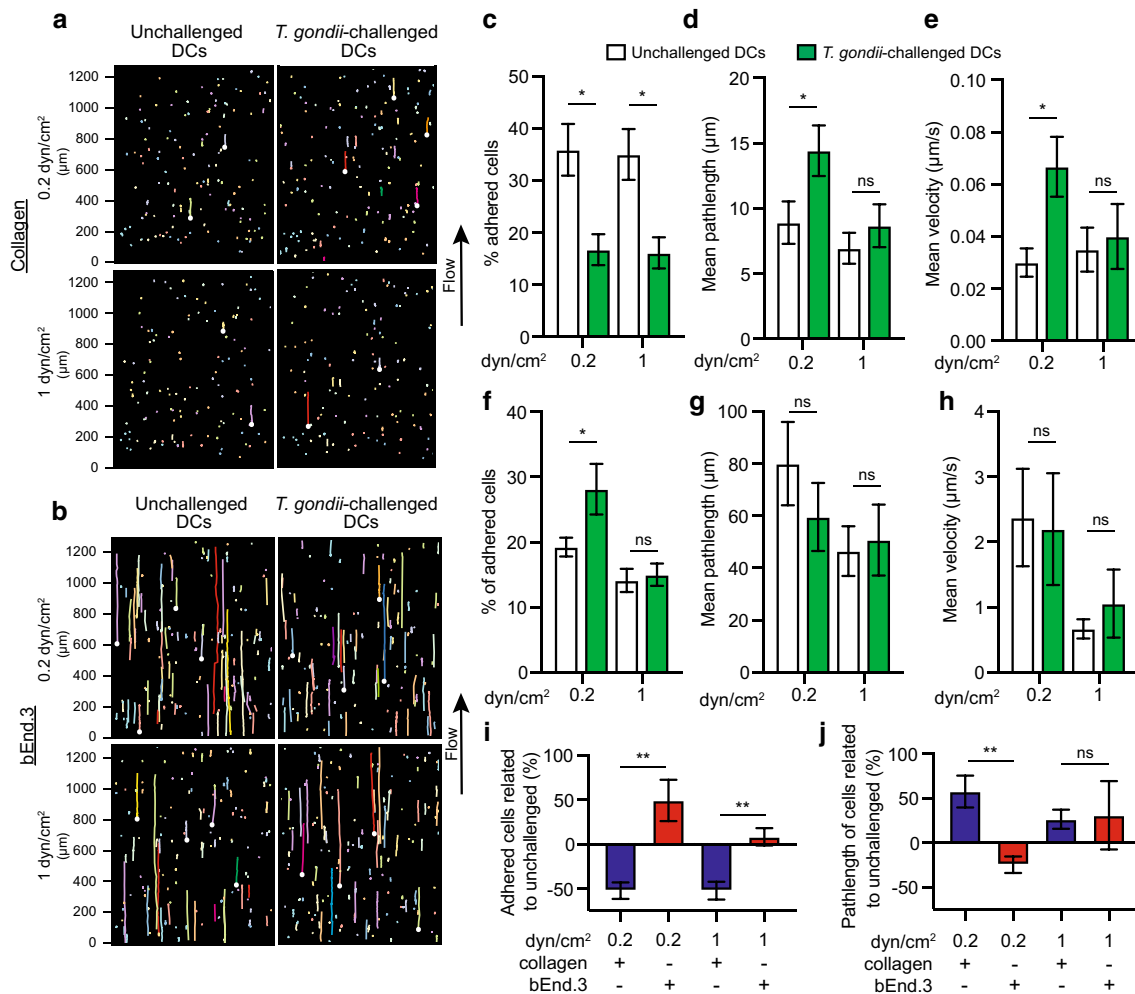 a
Unchallenged
DCs
T. gondii-challenged
DCs
Collagen
0.2 dyn/cm²
(µm)
1200
1000
800
600
400
200
0
1 dyn/cm²
(µm)
1200
1000
800
600
400
200
0
Flow
b
Unchallenged
DCs
T. gondii-challenged
DCs
bEnd.3
0.2 dyn/cm²
(µm)
1200
1000
800
600
400
200
0
1 dyn/cm²
(µm)
1200
1000
800
600
400
200
0
Flow
Unchallenged DCs
T. gondii-challenged DCs
c
% adhered cells
50
40
30
20
10
0
*
*
dyn/cm² 0.2 1
d
Mean pathlength (µm)
20
15
10
5
0
*
ns
0.2 1
e
Mean velocity (µm/s)
0.10
0.08
0.06
0.04
0.02
0.00
*
ns
0.2 1
f
% of adhered cells
40
30
20
10
0
*
ns
dyn/cm² 0.2 1
g
Mean pathlength (µm)
100
80
60
40
20
0
ns
ns
0.2 1
h
Mean velocity (µm/s)
4
3
2
1
0
ns
ns
0.2 1
i
Adhered cells related
to unchallenged (%)
100
50
0
-50
**
**
dyn/cm² 0.2 0.2 1 1
collagen + - + -
bEnd.3 - + - +
j
Pathlength of cells related
to unchallenged (%)
100
50
0
-50
**
ns
dyn/cm² 0.2 0.2 1 1
collagen + - + -
bEnd.3 - + - +